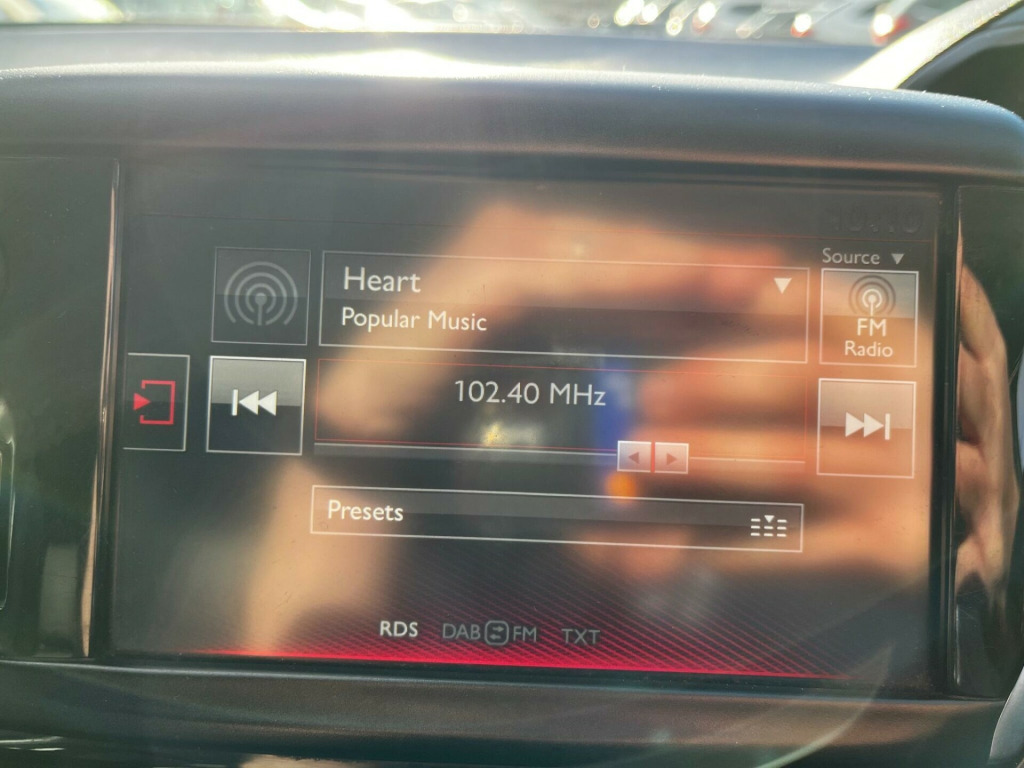 Source
Heart
Popular Music
FM
Radio
102.40 MHz
Presets
RDS DAB FM TXT